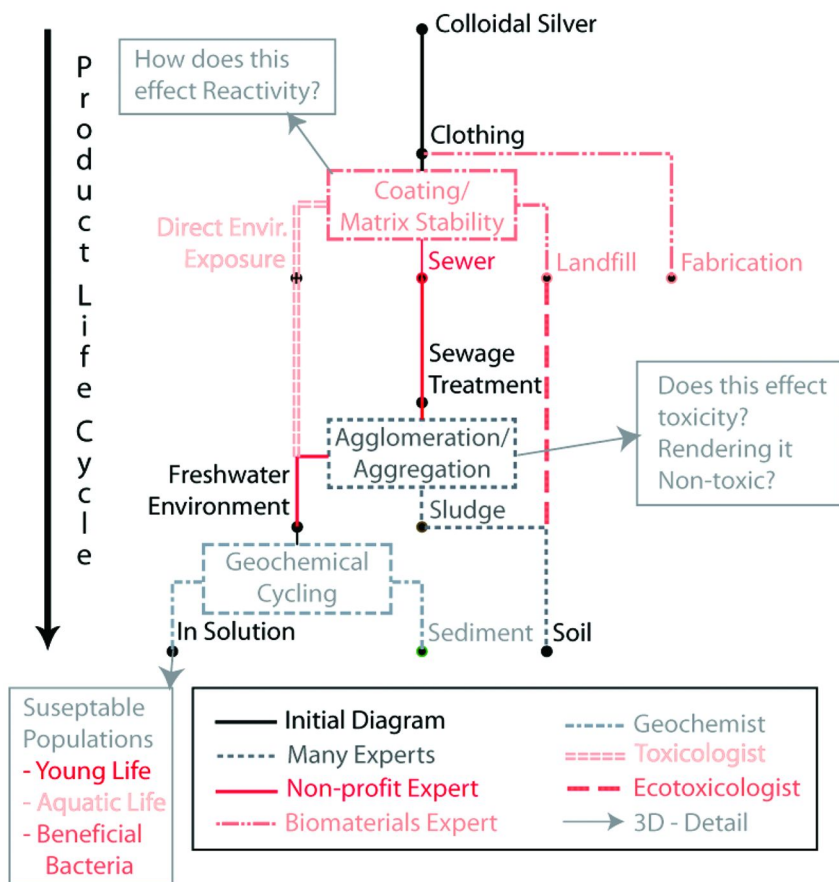 Colloidal Silver
How does this
effect Reactivity?
Product Life Cycle
Clothing
Coating/
Matrix Stability
Direct Envir.
Exposure
Sewer
Landfill
Fabrication
Sewage
Treatment
Does this effect
toxicity?
Rendering it
Non-toxic?
Agglomeration/
Aggregation
Freshwater
Environment
Sludge
Geochemical
Cycling
In Solution
Sediment
Soil
Suseptable
Populations
- Young Life
- Aquatic Life
- Beneficial
Bacteria
Initial Diagram
Many Experts
Non-profit Expert
Biomaterials Expert
Geochemist
Toxicologist
Ecotoxicologist
3D - Detail